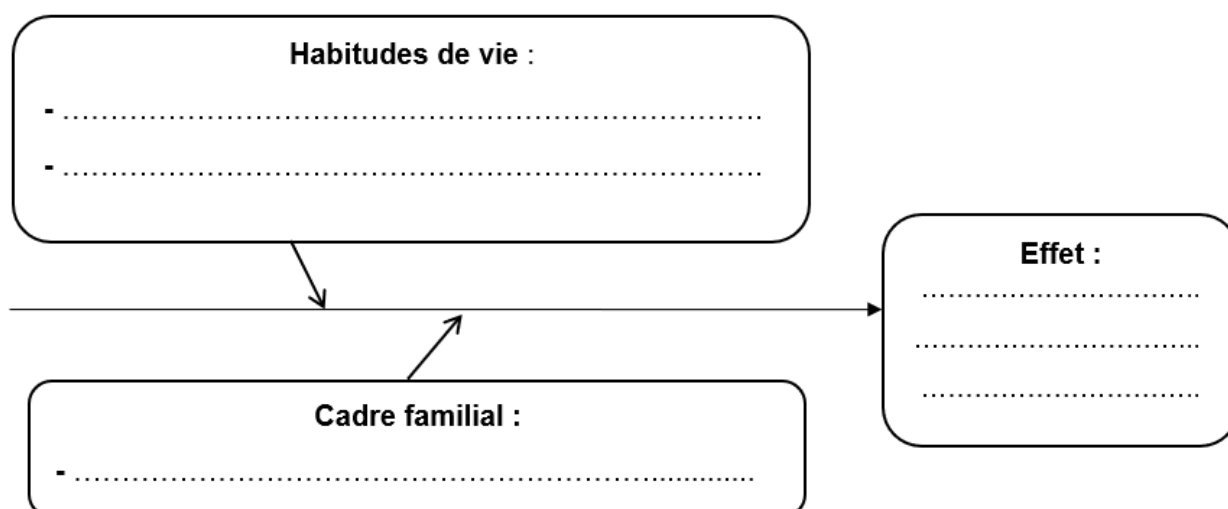 Habitudes de vie :
- ……………………………………………………………….
- ……………………………………………………………….
Effet :
………………………..
………………………...
………………………..
Cadre familial :
- ……………………………………………………..............